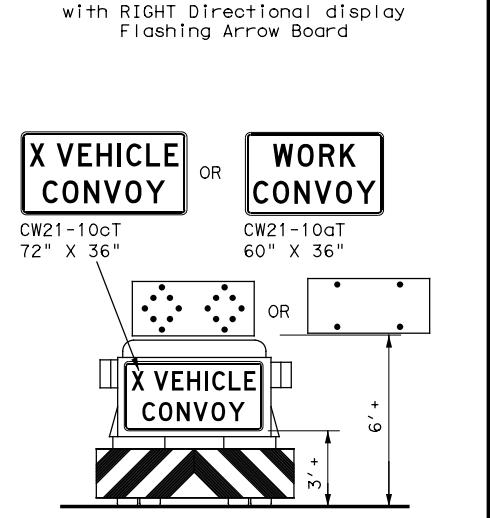 with RIGHT Directional display
Flashing Arrow Board
X VEHICLE
CONVOY
OR
WORK
CONVOY
CW21-10cT
72" X 36"
CW21-10aT
60" X 36"
OR
X VEHICLE
CONVOY
3'+
6'+